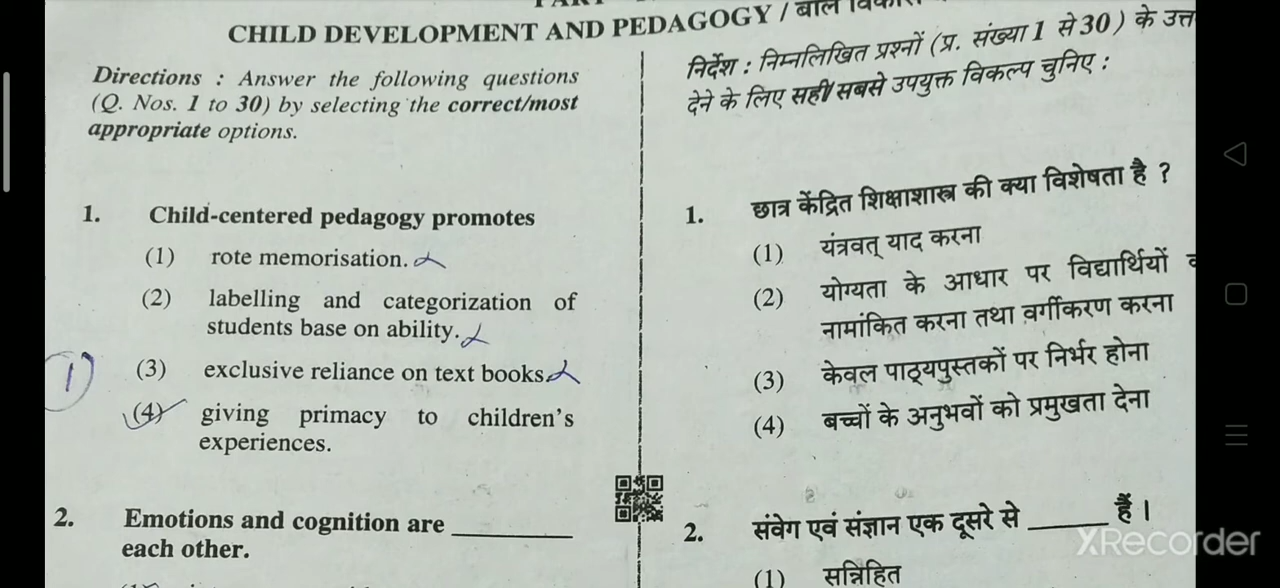 CHILD DEVELOPMENT AND PEDAGOGY / बाल
Directions : Answer the following questions
(Q. Nos. 1 to 30) by selecting the correct/most
appropriate options.
1. Child-centered pedagogy promotes
(1) rote memorisation.
(2) labelling and categorization of
students base on ability.
(3) exclusive reliance on text books.
(4) giving primacy to children's
experiences.
1
2. Emotions and cognition are ________
each other.
निर्देश : निम्नलिखित प्रश्नों (प्र. संख्या 1 से 30 ) के
देने के लिए सही/सबसे उपयुक्त विकल्प चुनिए :
1. छात्र केंद्रित शिक्षाशास्त्र की क्या विशेषता है ?
(1) यंत्रवत् याद करना
(2) योग्यता के आधार पर विद्यार्थियों
नामांकित करना तथा वर्गीकरण करना
(3) केवल पाठ्यपुस्तकों पर निर्भर होना
(4) बच्चों के अनुभवों को प्रमुखता देना
2. संवेग एवं संज्ञान एक दूसरे से ________ हैं ।
(1) सन्निहित
XRecorder